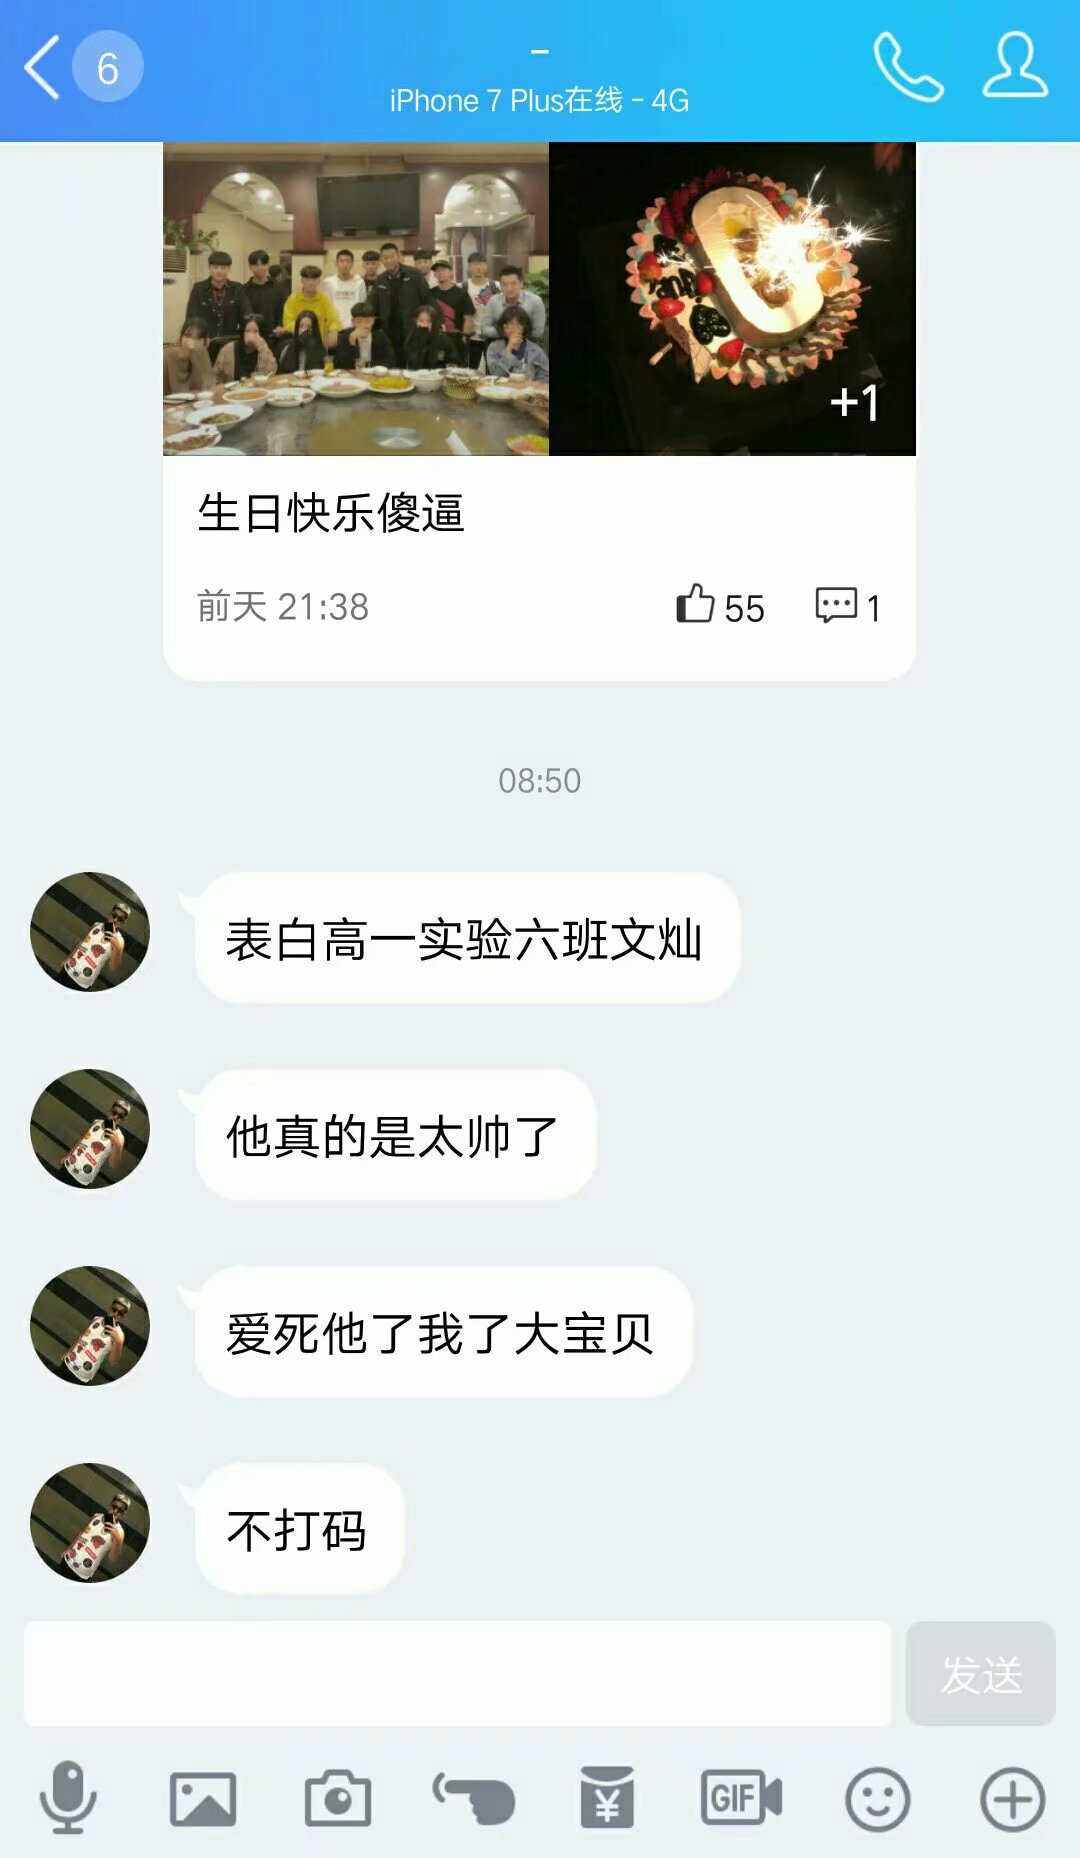 6
–
iPhone 7 Plus在线 - 4G
+1
生日快乐傻逼
前天 21:38
55
1
08:50
表白高一实验六班文灿
他真的是太帅了
爱死他了我了大宝贝
不打码
发送
GIF
¥